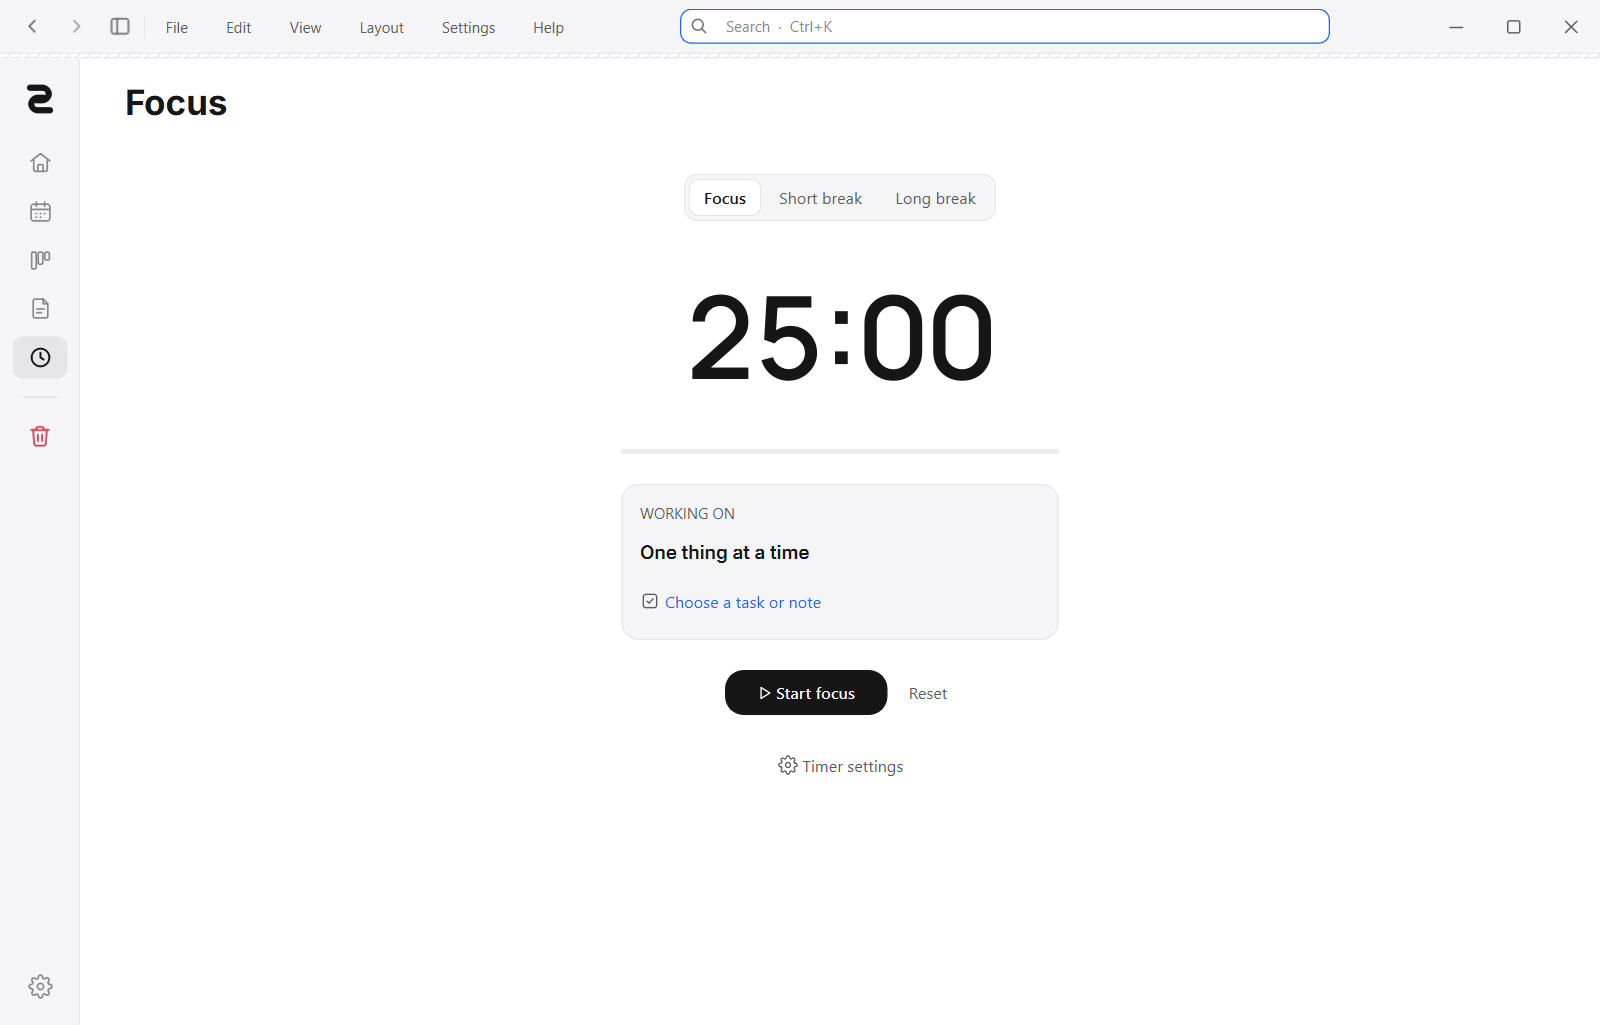 File Edit View Layout Settings Help Search · Ctrl+K
Focus
Focus Short break Long break
25:00
WORKING ON
One thing at a time
Choose a task or note
Start focus Reset
Timer settings